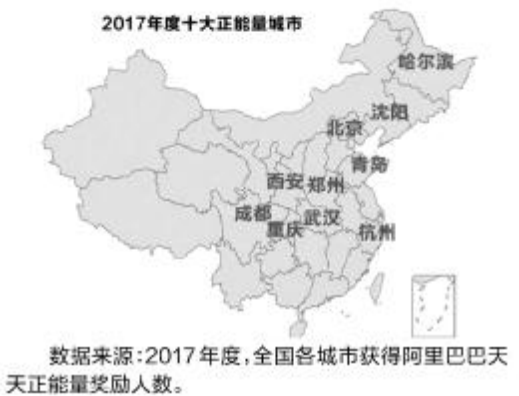 2017年度十大正能量城市
哈尔滨
沈阳
北京
青岛
西安 郑州
成都 武汉
重庆 杭州
数据来源:2017年度,全国各城市获得阿里巴巴天
天正能量奖励人数。